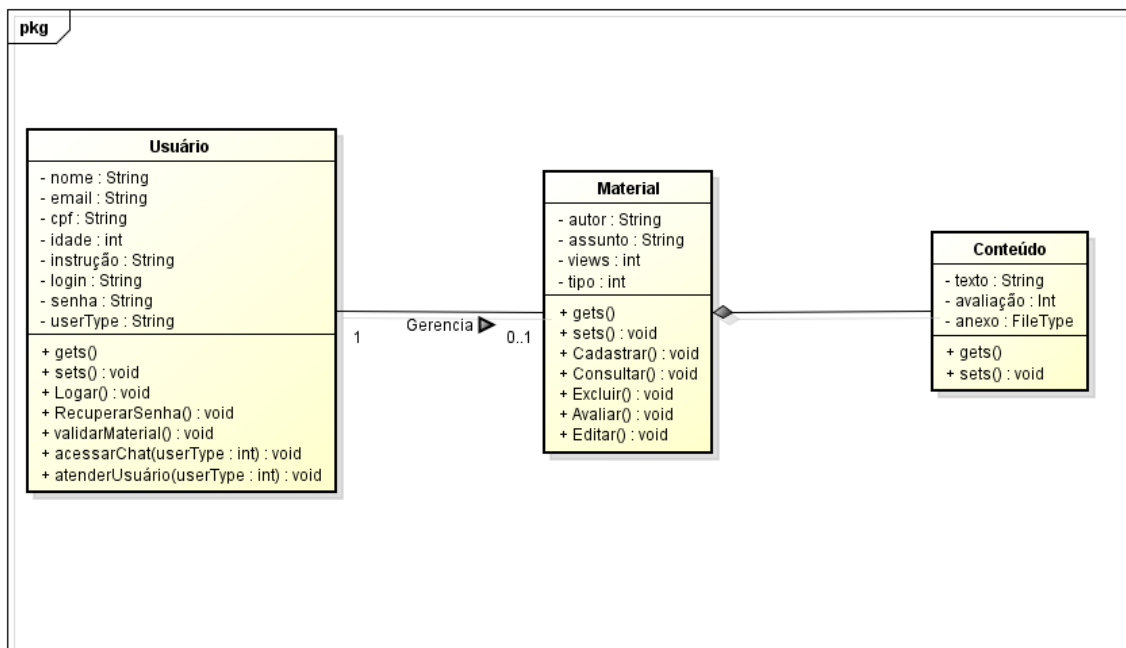 pkg
Usuário
- nome : String
- email : String
- cpf : String
- idade : int
- instrução : String
- login : String
- senha : String
- userType : String
+ gets()
+ sets() : void
+ Logar() : void
+ RecuperarSenha() : void
+ validarMaterial() : void
+ acessarChat(userType : int) : void
+ atenderUsuário(userType : int) : void
1
Gerencia
0..1
Material
- autor : String
- assunto : String
- views : int
- tipo : int
+ gets()
+ sets() : void
+ Cadastrar() : void
+ Consultar() : void
+ Excluir() : void
+ Avaliar() : void
+ Editar() : void
Conteúdo
- texto : String
- avaliação : Int
- anexo : FileType
+ gets()
+ sets() : void